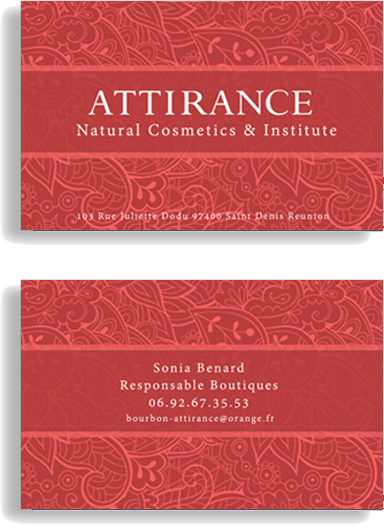 ATTIRANCE
Natural Cosmetics & Institute
103 Rue Juliette Dodu 97400 Saint Denis Reunion
Sonia Benard
Responsable Boutiques
06.92.67.35.53
bourbon-attirance@orange.fr